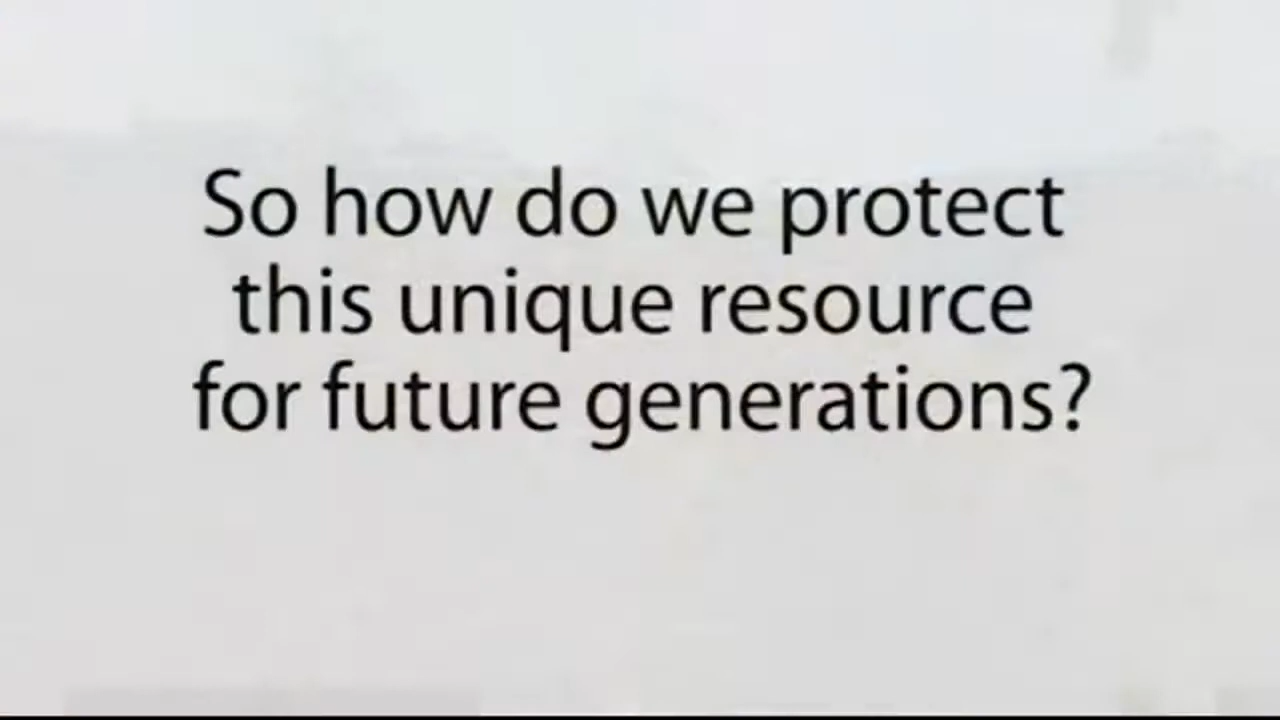 So how do we protect
this unique resource
for future generations?